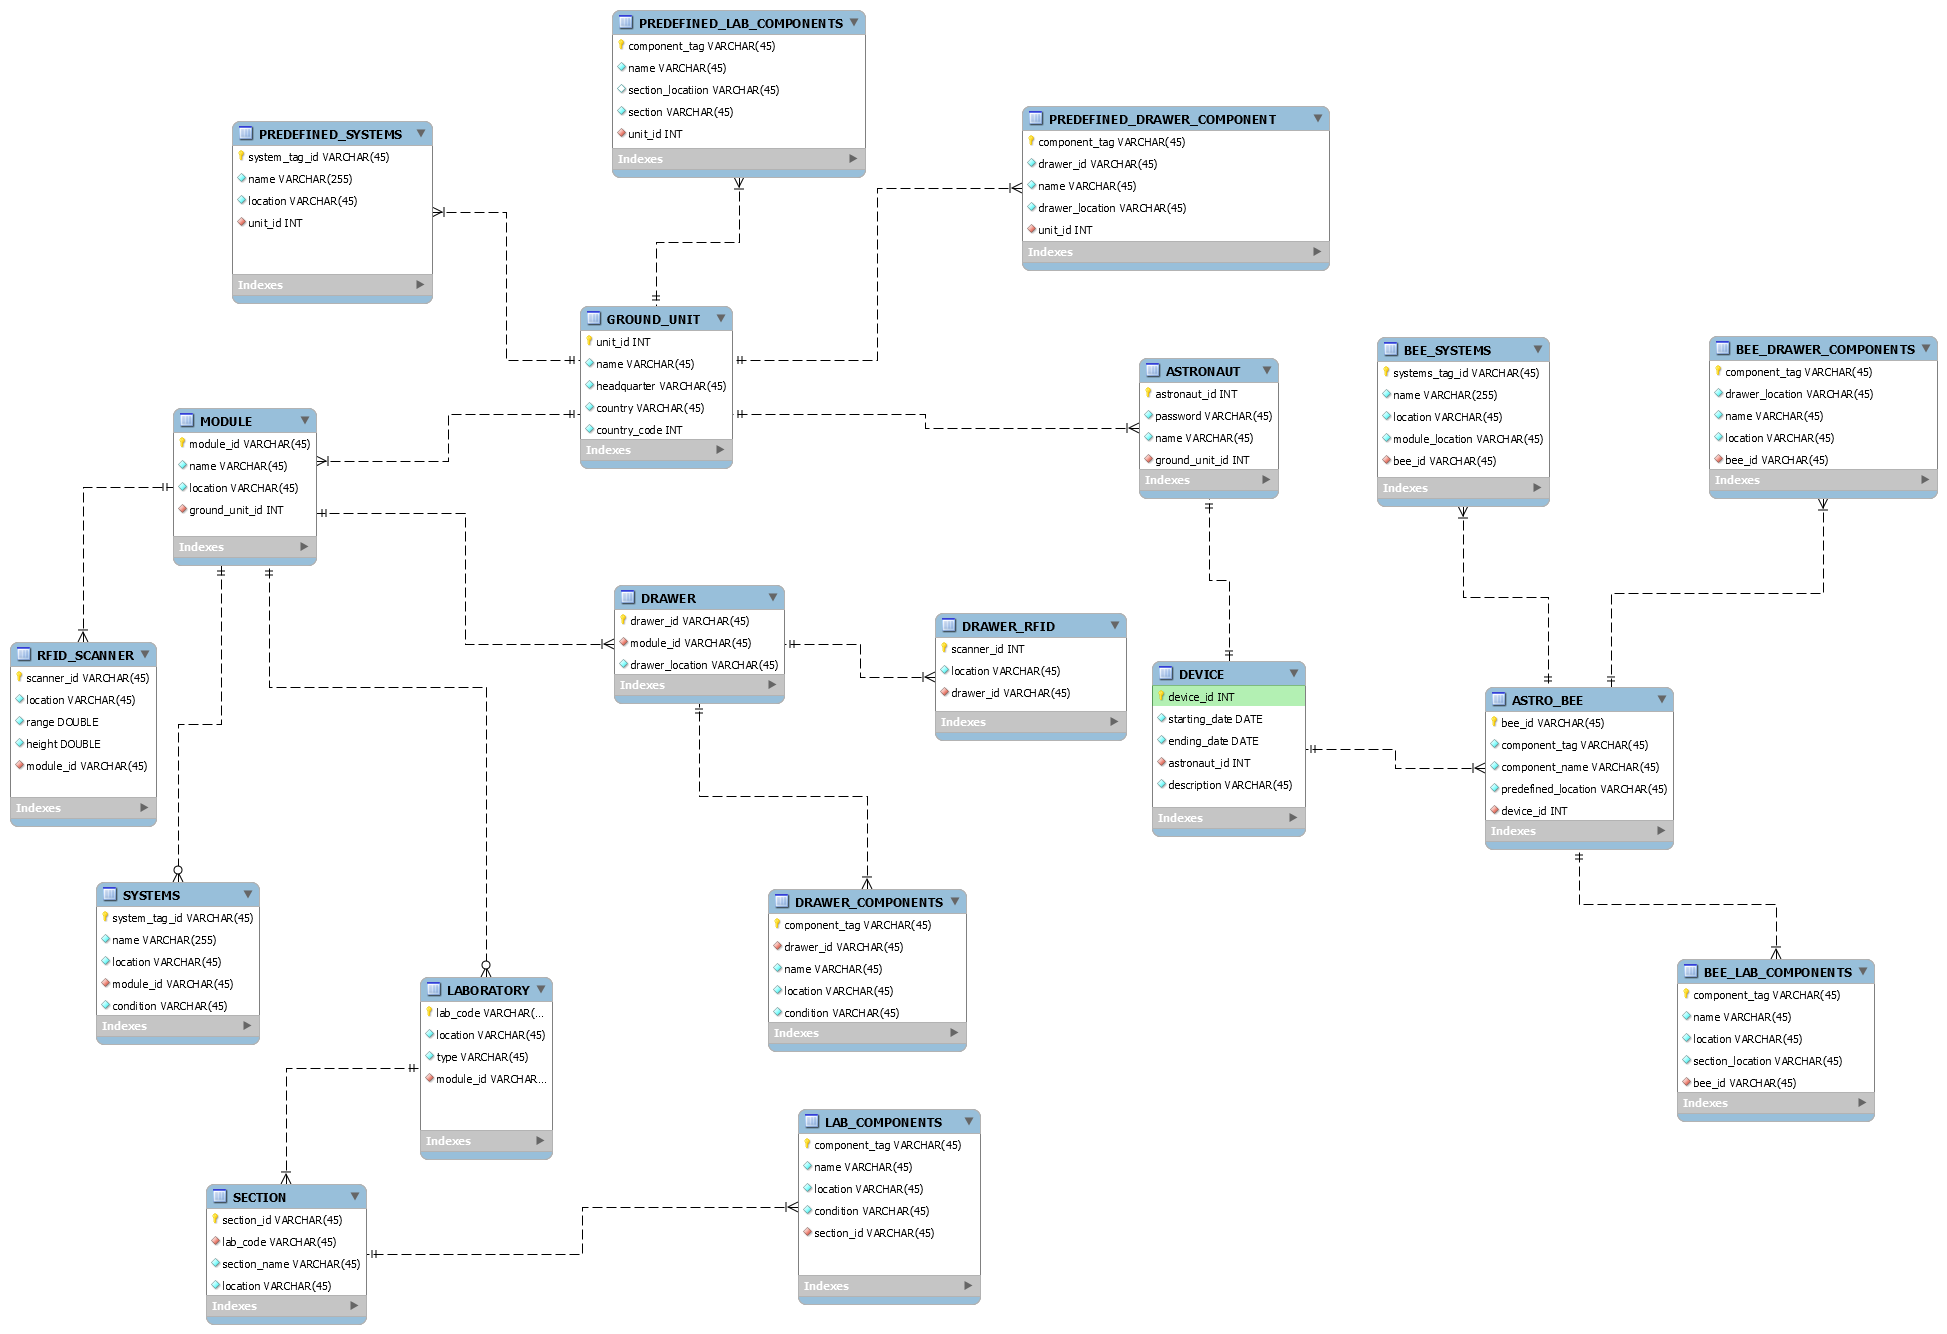 PREDEFINED_LAB_COMPONENTS
component_tag VARCHAR(45)
name VARCHAR(45)
section_locatiion VARCHAR(45)
section VARCHAR(45)
unit_id INT
Indexes
PREDEFINED_SYSTEMS
system_tag_id VARCHAR(45)
name VARCHAR(255)
location VARCHAR(45)
unit_id INT
Indexes
PREDEFINED_DRAWER_COMPONENT
component_tag VARCHAR(45)
drawer_id VARCHAR(45)
name VARCHAR(45)
drawer_location VARCHAR(45)
unit_id INT
Indexes
GROUND_UNIT
unit_id INT
name VARCHAR(45)
headquarter VARCHAR(45)
country VARCHAR(45)
country_code INT
Indexes
ASTRONAUT
astronaut_id INT
password VARCHAR(45)
name VARCHAR(45)
ground_unit_id INT
Indexes
BEE_SYSTEMS
systems_tag_id VARCHAR(45)
name VARCHAR(255)
location VARCHAR(45)
module_location VARCHAR(45)
bee_id VARCHAR(45)
Indexes
BEE_DRAWER_COMPONENTS
component_tag VARCHAR(45)
drawer_location VARCHAR(45)
name VARCHAR(45)
location VARCHAR(45)
bee_id VARCHAR(45)
Indexes
MODULE
module_id VARCHAR(45)
name VARCHAR(45)
location VARCHAR(45)
ground_unit_id INT
Indexes
DRAWER
drawer_id VARCHAR(45)
module_id VARCHAR(45)
drawer_location VARCHAR(45)
Indexes
DRAWER_RFID
scanner_id INT
location VARCHAR(45)
drawer_id VARCHAR(45)
Indexes
RFID_SCANNER
scanner_id VARCHAR(45)
location VARCHAR(45)
range DOUBLE
height DOUBLE
module_id VARCHAR(45)
Indexes
DEVICE
device_id INT
starting_date DATE
ending_date DATE
astronaut_id INT
description VARCHAR(45)
Indexes
ASTRO_BEE
bee_id VARCHAR(45)
component_tag VARCHAR(45)
component_name VARCHAR(45)
predefined_location VARCHAR(45)
device_id INT
Indexes
SYSTEMS
system_tag_id VARCHAR(45)
name VARCHAR(255)
location VARCHAR(45)
module_id VARCHAR(45)
condition VARCHAR(45)
Indexes
DRAWER_COMPONENTS
component_tag VARCHAR(45)
drawer_id VARCHAR(45)
name VARCHAR(45)
location VARCHAR(45)
condition VARCHAR(45)
Indexes
LABORATORY
lab_code VARCHAR(...
location VARCHAR(45)
type VARCHAR(45)
module_id VARCHAR...
Indexes
BEE_LAB_COMPONENTS
component_tag VARCHAR(45)
name VARCHAR(45)
location VARCHAR(45)
section_location VARCHAR(45)
bee_id VARCHAR(45)
Indexes
LAB_COMPONENTS
component_tag VARCHAR(45)
name VARCHAR(45)
location VARCHAR(45)
condition VARCHAR(45)
section_id VARCHAR(45)
Indexes
SECTION
section_id VARCHAR(45)
lab_code VARCHAR(45)
section_name VARCHAR(45)
location VARCHAR(45)
Indexes